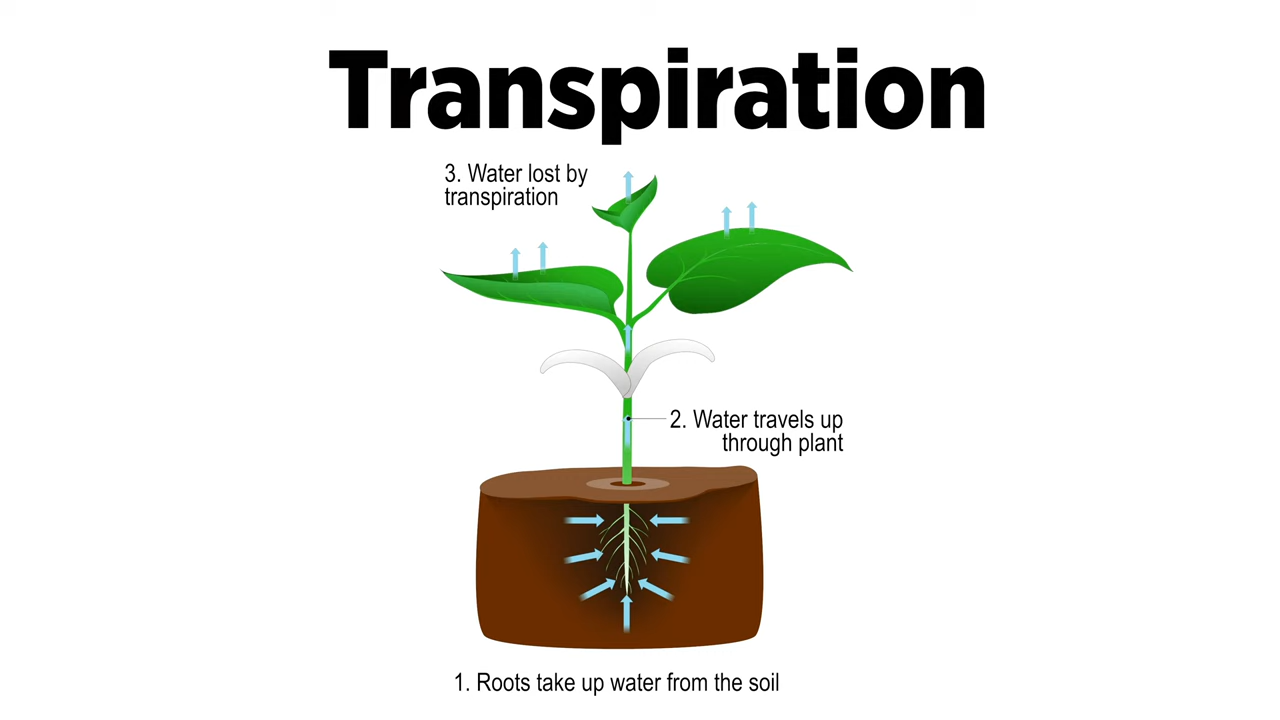 Transpiration
3. Water lost by
transpiration
2. Water travels up
through plant
1. Roots take up water from the soil